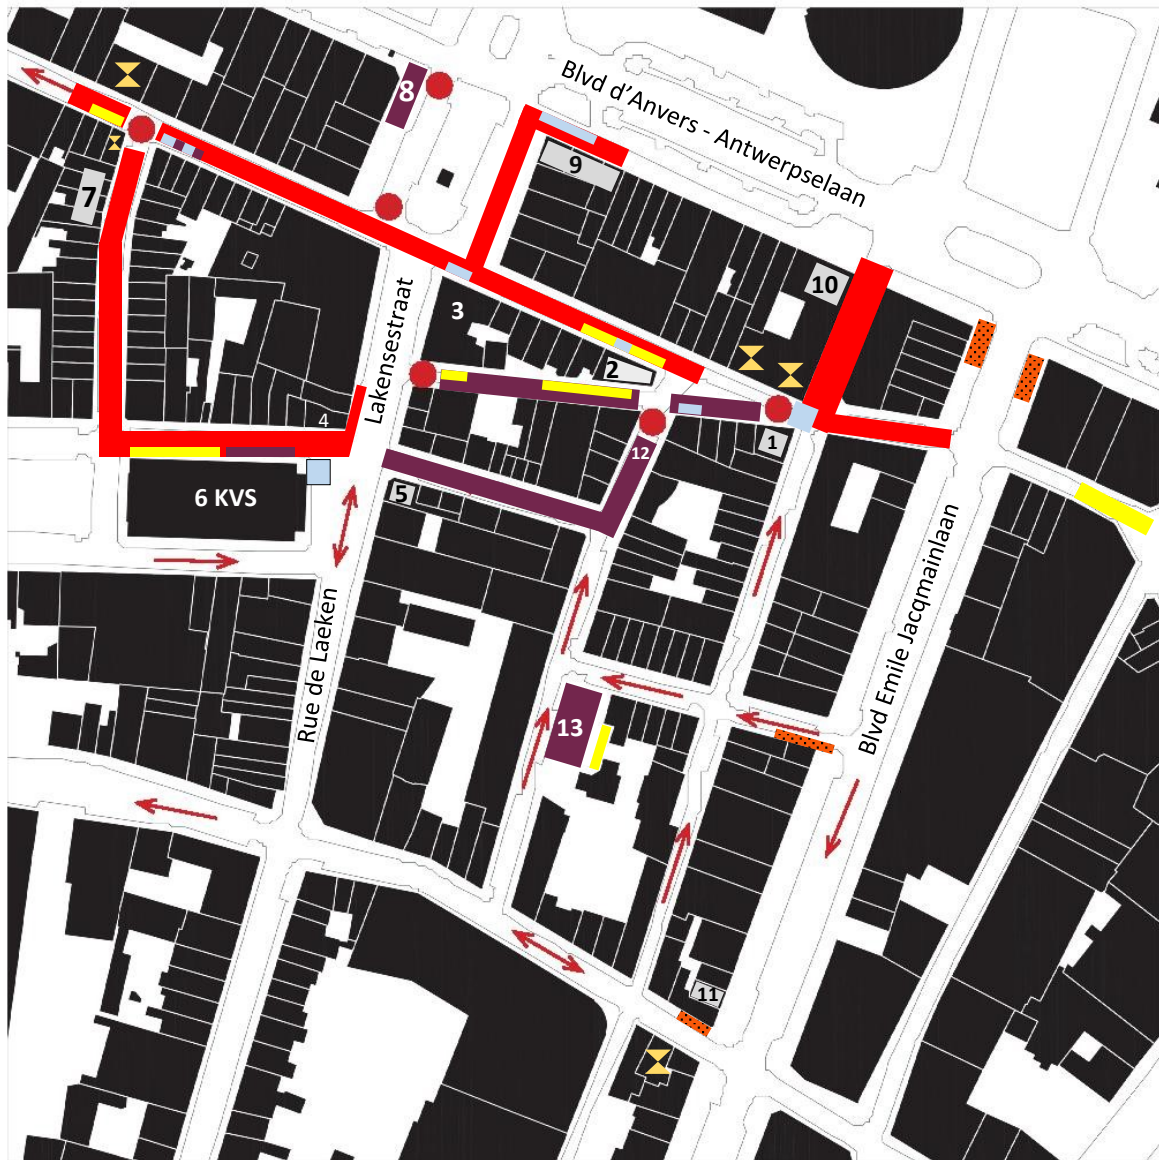 Blvd d’Anvers - Antwerpselaan
8
9
7
10
Lakensestraat
3
2
4
1
12
5
6 KVS
Rue de Laeken
Blvd Emile Jacqmainlaan
13
11